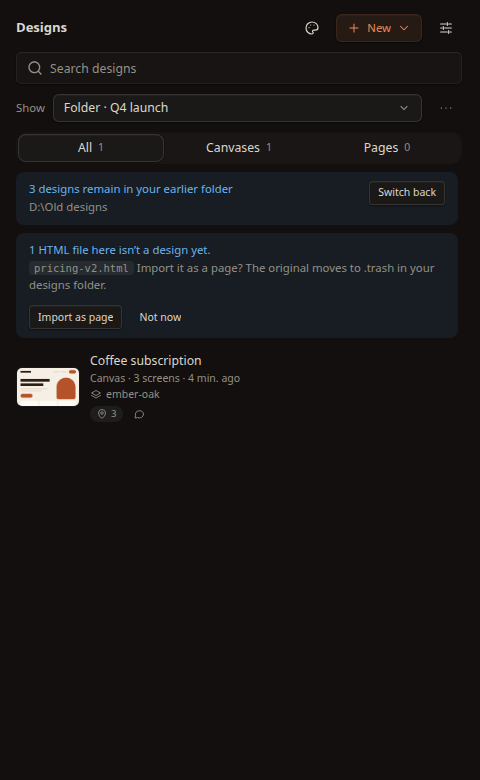 Designs
New
Search designs
Show
Folder · Q4 launch
All 1
Canvases 1
Pages 0
3 designs remain in your earlier folder
D:\Old designs
Switch back
1 HTML file here isn't a design yet.
pricing-v2.html Import it as a page? The original moves to .trash in your
designs folder.
Import as page
Not now
Coffee subscription
Canvas · 3 screens · 4 min. ago
ember-oak
3